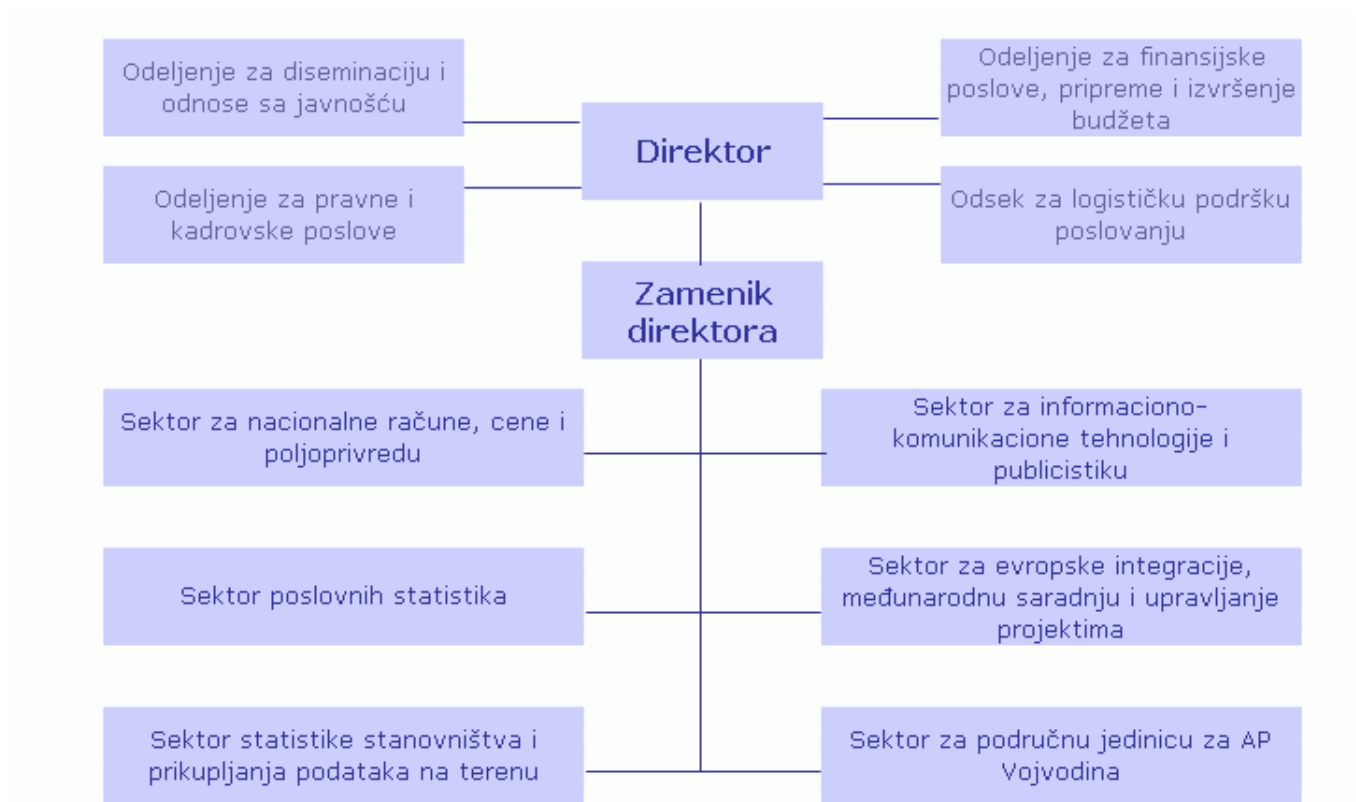 Odeljenje za diseminaciju i
odnose sa javnošću
Odeljenje za finansijske
poslove, pripreme i izvršenje
budžeta
Direktor
Odeljenje za pravne i
kadrovske poslove
Odsek za logističku podršku
poslovanju
Zamenik
direktora
Sektor za nacionalne račune, cene i
poljoprivredu
Sektor za informaciono-
komunikacione tehnologije i
publicistiku
Sektor poslovnih statistika
Sektor za evropske integracije,
međunarodnu saradnju i upravljanje
projektima
Sektor statistike stanovništva i
prikupljanja podataka na terenu
Sektor za područnu jedinicu za AP
Vojvodina